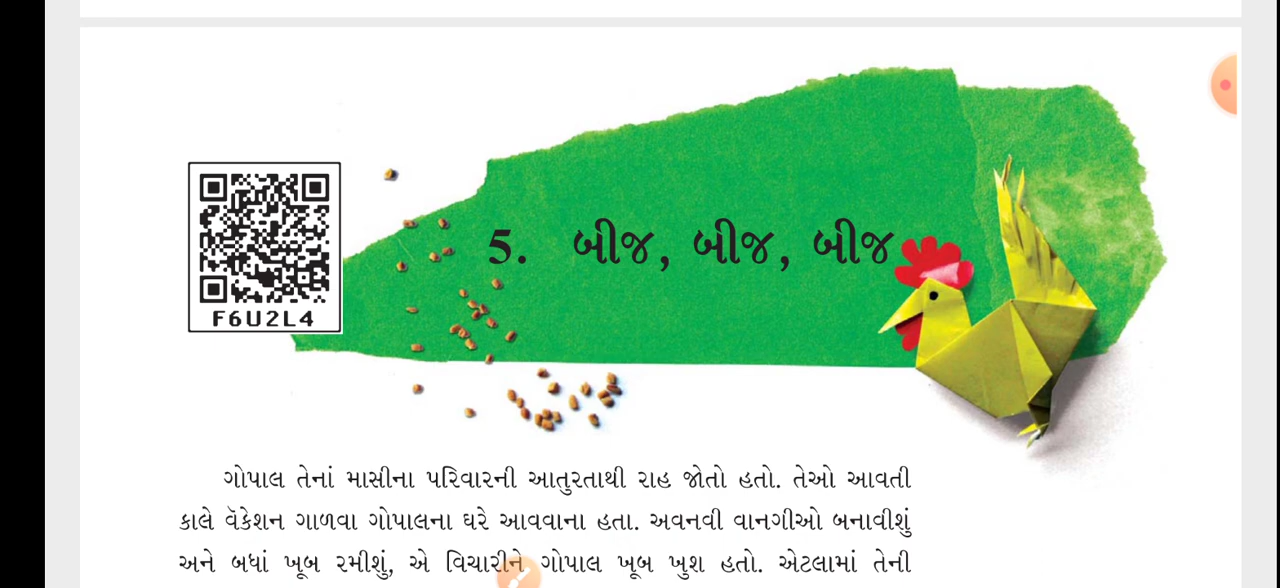 F6U2L4
5. બીજ, બીજ, બીજ
ગોપાલ તેનાં માસીના પરિવારની આતુરતાથી રાહ જોતો હતો. તેઓ આવતી
કાલે વૅકેશન ગાળવા ગોપાલના ઘરે આવવાના હતા. અવનવી વાનગીઓ બનાવીશું
અને બધાં ખૂબ રમીશું, એ વિચારીને ગોપાલ ખૂબ ખુશ હતો. એટલામાં તેની